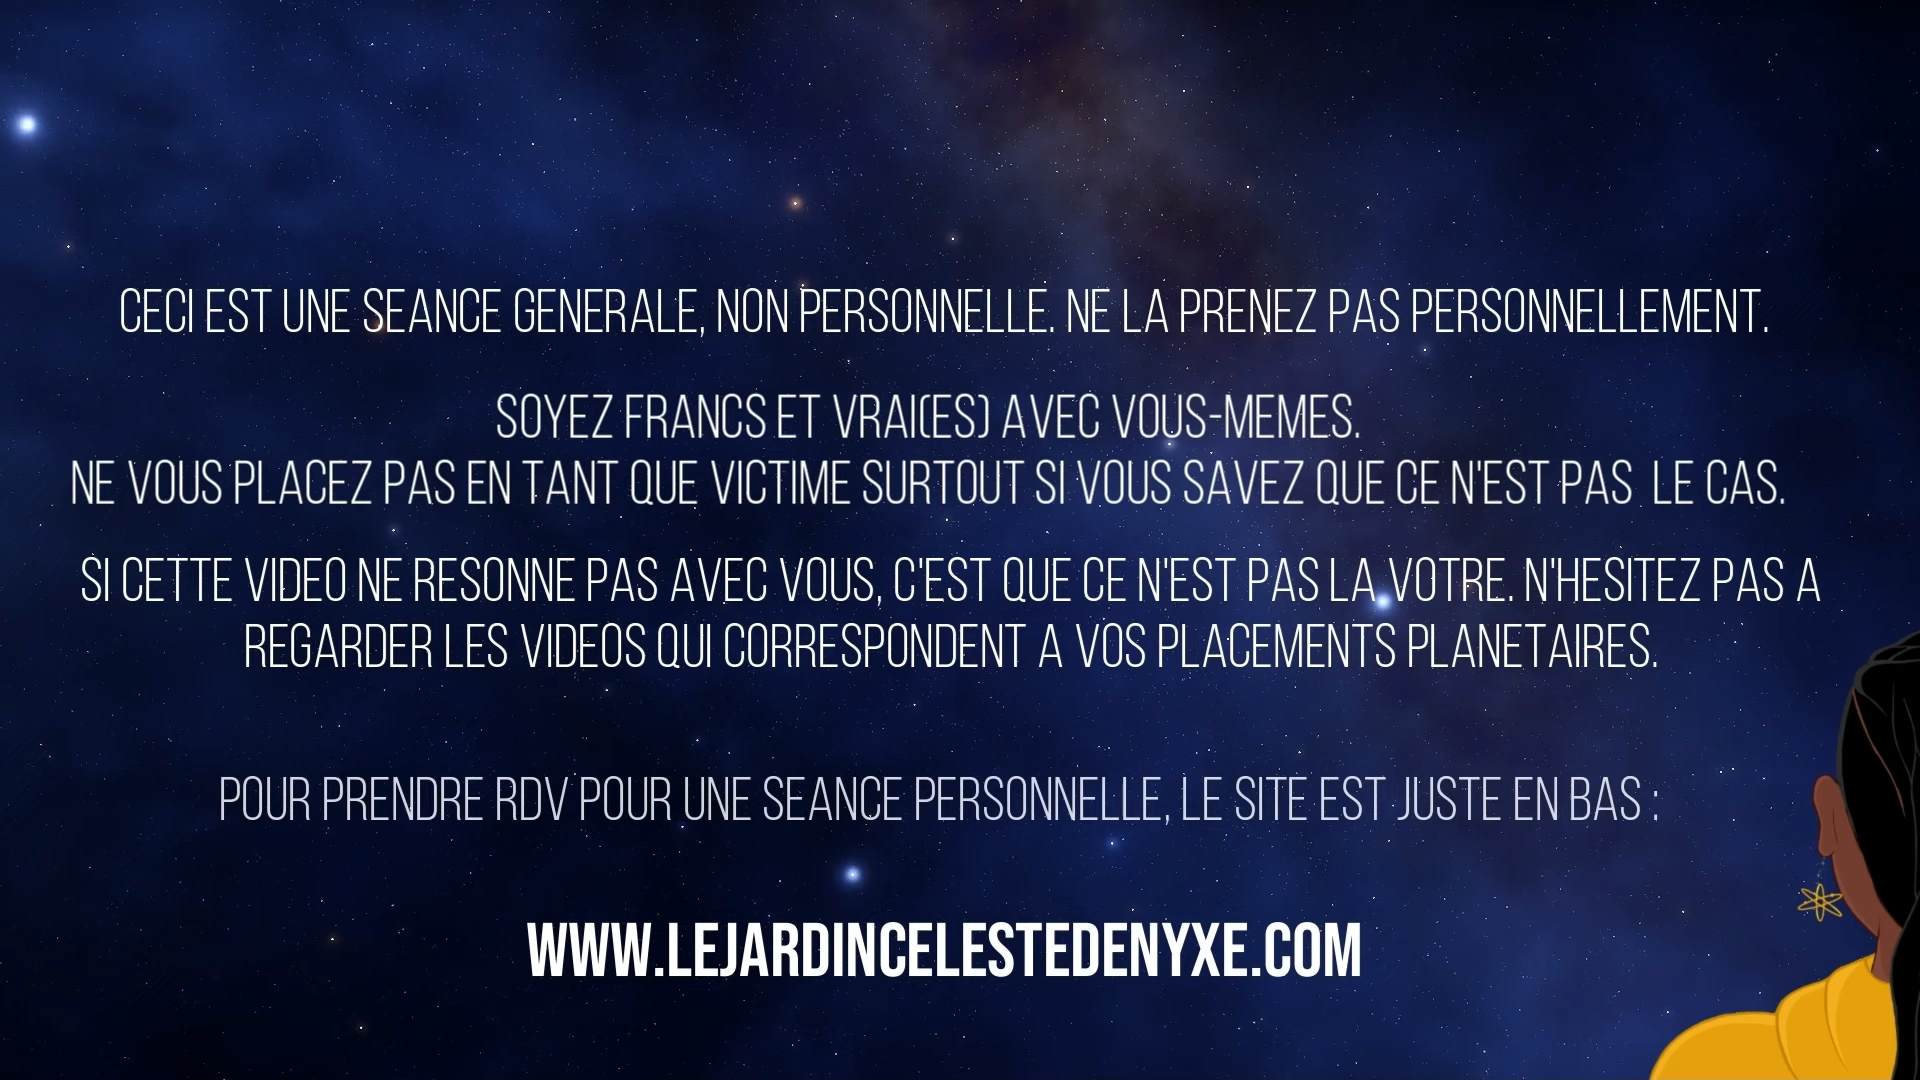 CECI EST UNE SEANCE GENERALE, NON PERSONNELLE. NE LA PRENEZ PAS PERSONNELLEMENT.
SOYEZ FRANCS ET VRAI(ES) AVEC VOUS-MEMES.
NE VOUS PLACEZ PAS EN TANT QUE VICTIME SURTOUT SI VOUS SAVEZ QUE CE N'EST PAS LE CAS.
SI CETTE VIDEO NE RESONNE PAS AVEC VOUS, C'EST QUE CE N'EST PAS LA VOTRE. N'HESITEZ PAS A
REGARDER LES VIDEOS QUI CORRESPONDENT A VOS PLACEMENTS PLANETAIRES.
POUR PRENDRE RDV POUR UNE SEANCE PERSONNELLE, LE SITE EST JUSTE EN BAS :
WWW.LEJARDINCELESTEDENYXE.COM